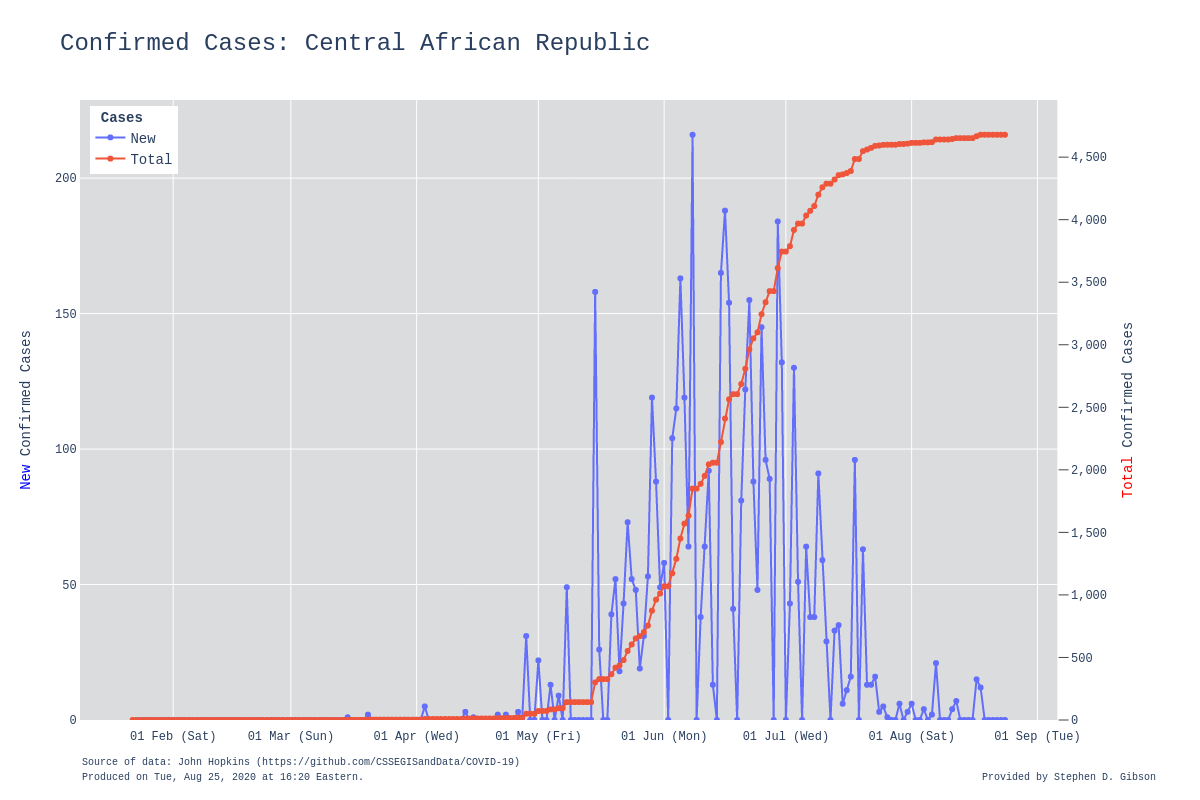 Confirmed Cases: Central African Republic
Cases
New
Total
200
150
100
50
0
4,500
4,000
3,500
3,000
2,500
2,000
1,500
1,000
500
0
New Confirmed Cases
Total Confirmed Cases
01 Feb (Sat) 01 Mar (Sun) 01 Apr (Wed) 01 May (Fri) 01 Jun (Mon) 01 Jul (Wed) 01 Aug (Sat) 01 Sep (Tue)
Source of data: John Hopkins (https://github.com/CSSEGISandData/COVID-19)
Produced on Tue, Aug 25, 2020 at 16:20 Eastern.
Provided by Stephen D. Gibson